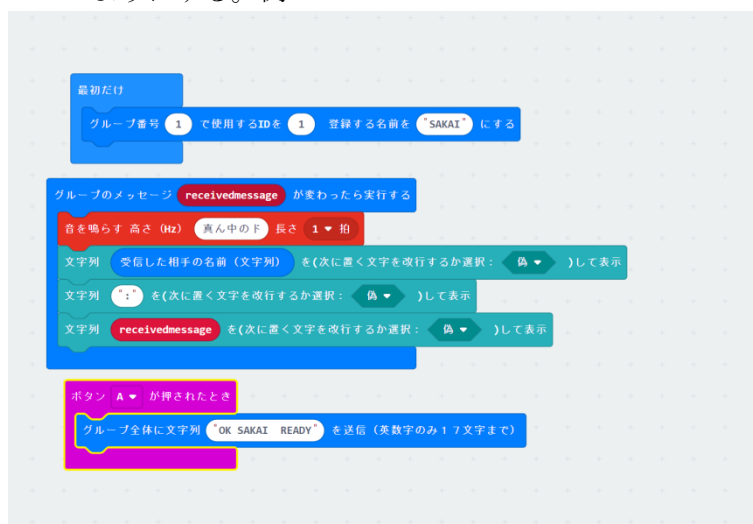 最初だけ
グループ番号 1 で使用するIDを 1 登録する名前を "SAKAI" にする
グループのメッセージ receivedmessage が変わったら実行する
音を鳴らす 高さ (Hz) 真ん中のド 長さ 1 拍
文字列 受信した相手の名前（文字列） を(次に置く文字を改行するか選択： 偽 )して表示
文字列 ":" を(次に置く文字を改行するか選択： 偽 )して表示
文字列 receivedmessage を(次に置く文字を改行するか選択： 偽 )して表示
ボタン A が押されたとき
グループ全体に文字列 "OK SAKAI READY" を送信（英数字のみ１７文字まで）